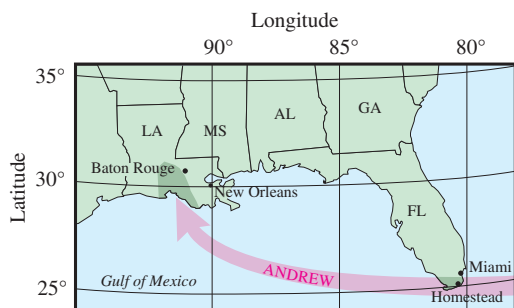 Longitude
90° 85° 80°
35°
LA MS AL GA
Baton Rouge
30°
New Orleans
FL
Latitude
ANDREW
Miami
Gulf of Mexico
25°
Homestead